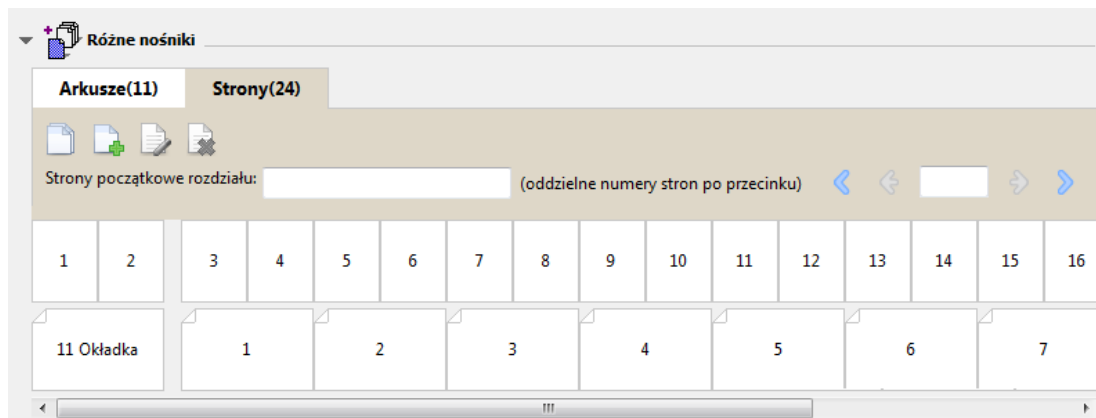 Różne nośniki
Arkusze(11) Strony(24)
Strony początkowe rozdziału: (oddzielne numery stron po przecinku)
1 2 3 4 5 6 7 8 9 10 11 12 13 14 15 16
11 Okładka 1 2 3 4 5 6 7